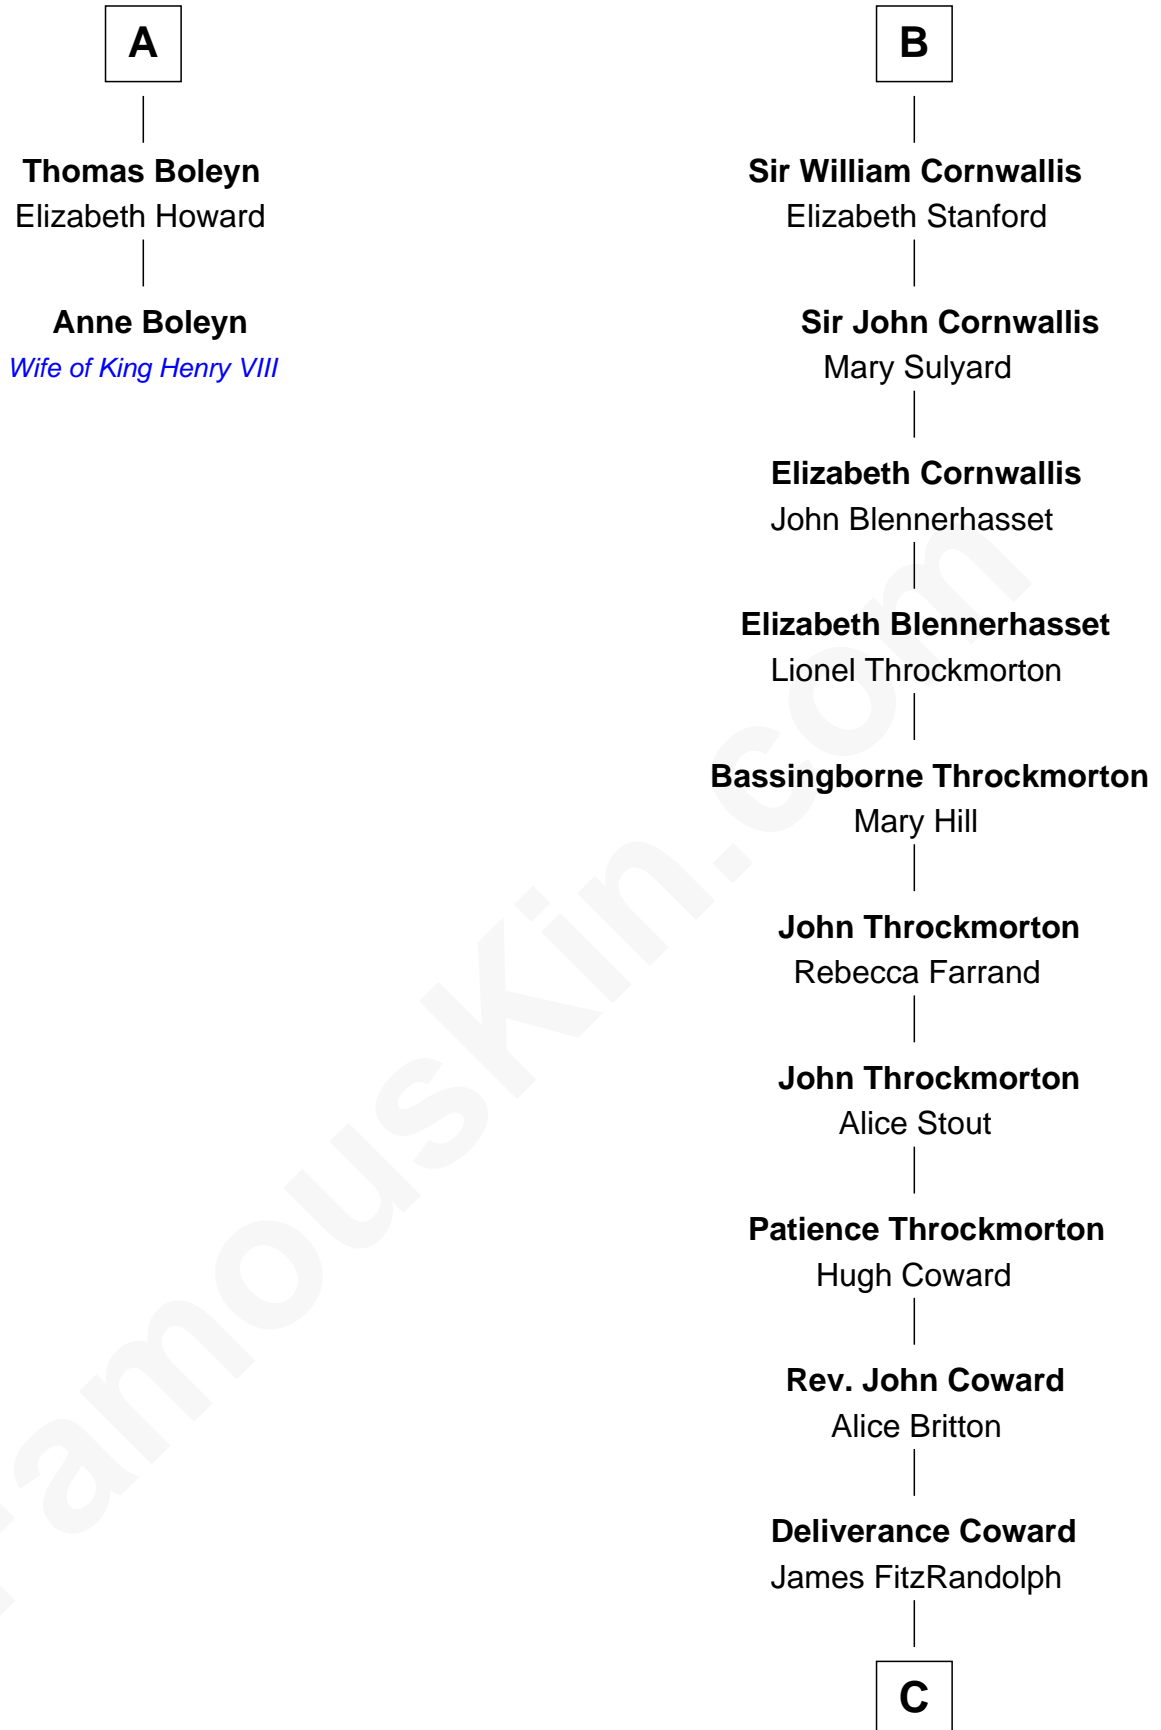 A
B
Thomas Boleyn
Elizabeth Howard
Anne Boleyn
Wife of King Henry VIII
Sir William Cornwallis
Elizabeth Stanford
Sir John Cornwallis
Mary Sulyard
Elizabeth Cornwallis
John Blennerhasset
Elizabeth Blennerhasset
Lionel Throckmorton
Bassingborne Throckmorton
Mary Hill
John Throckmorton
Rebecca Farrand
John Throckmorton
Alice Stout
Patience Throckmorton
Hugh Coward
Rev. John Coward
Alice Britton
Deliverance Coward
James FitzRandolph
C
FamousKin.com